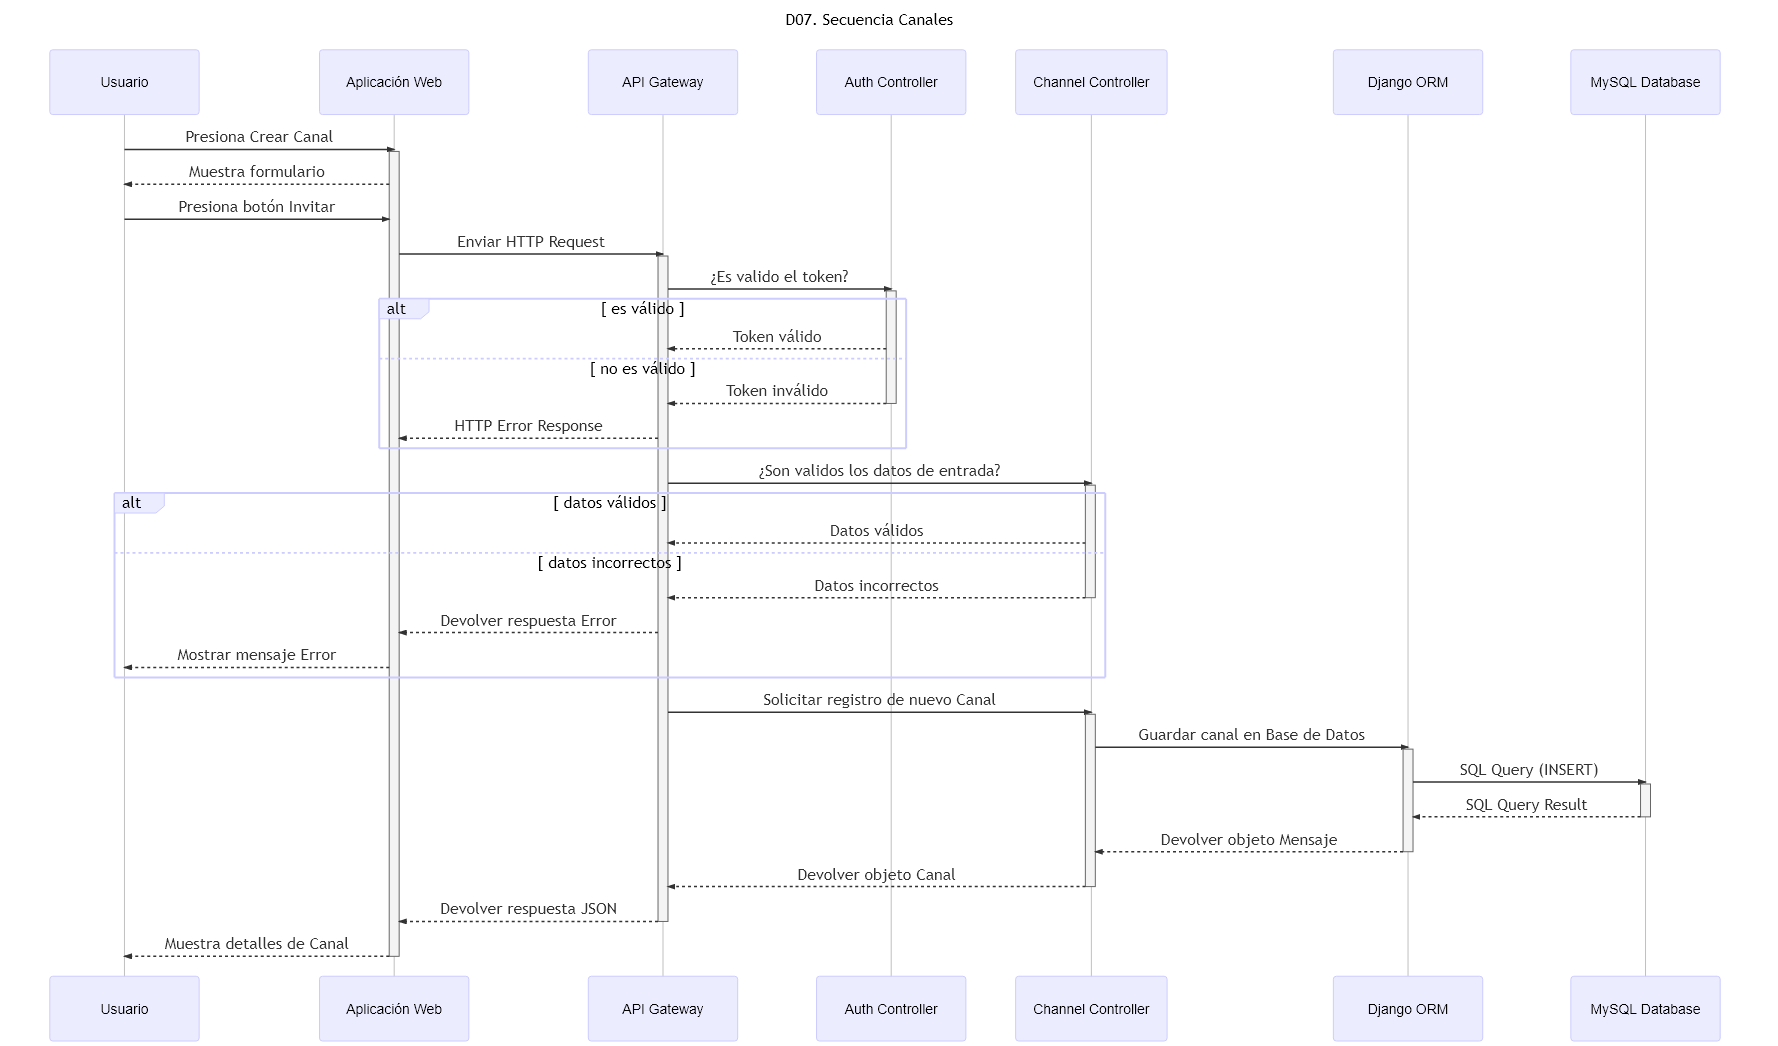 D07. Secuencia Canales
Usuario
Aplicación Web
API Gateway
Auth Controller
Channel Controller
Django ORM
MySQL Database
Presiona Crear Canal
Muestra formulario
Presiona botón Invitar
Enviar HTTP Request
¿Es valido el token?
alt
[ es válido ]
Token válido
[ no es válido ]
Token inválido
HTTP Error Response
¿Son validos los datos de entrada?
alt
[ datos válidos ]
Datos válidos
[ datos incorrectos ]
Datos incorrectos
Devolver respuesta Error
Mostrar mensaje Error
Solicitar registro de nuevo Canal
Guardar canal en Base de Datos
SQL Query (INSERT)
SQL Query Result
Devolver objeto Mensaje
Devolver objeto Canal
Devolver respuesta JSON
Muestra detalles de Canal
Usuario
Aplicación Web
API Gateway
Auth Controller
Channel Controller
Django ORM
MySQL Database